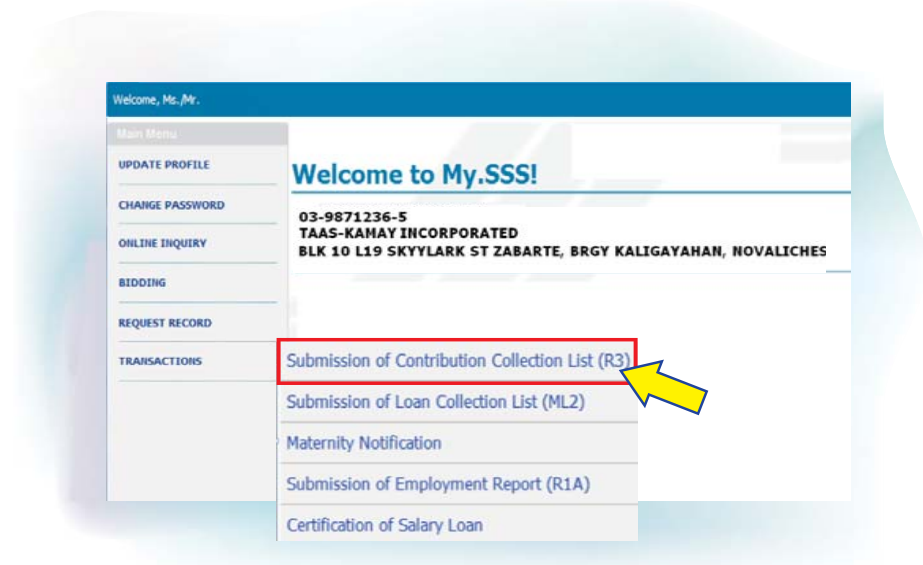 Welcome, Ms./Mr.
Main Menu
UPDATE PROFILE
CHANGE PASSWORD
ONLINE INQUIRY
BIDDING
REQUEST RECORD
TRANSACTIONS
Welcome to My.SSS!
03-9871236-5
TAAS-KAMAY INCORPORATED
BLK 10 L19 SKYYLARK ST ZABARTE, BRGY KALIGAYAHAN, NOVALICHES
Submission of Contribution Collection List (R3)
Submission of Loan Collection List (ML2)
Maternity Notification
Submission of Employment Report (R1A)
Certification of Salary Loan